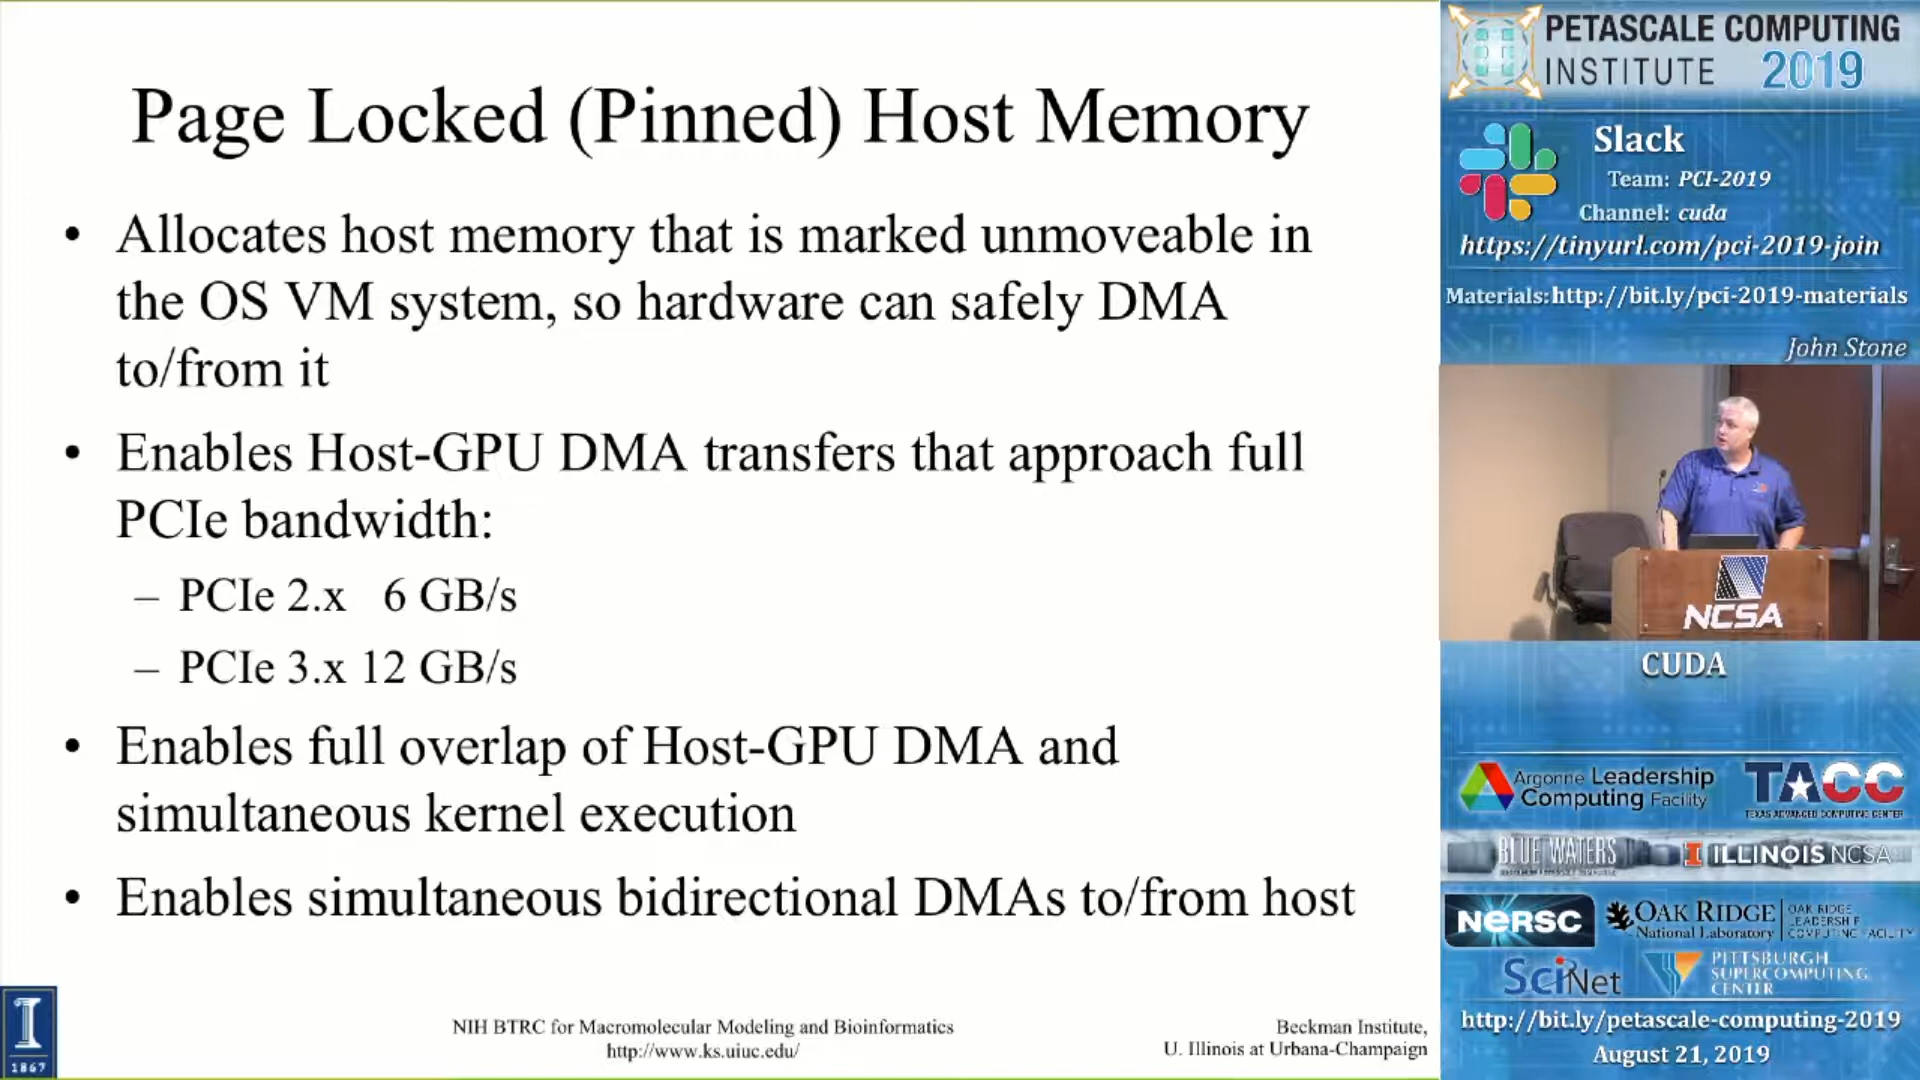 Page Locked (Pinned) Host Memory
• Allocates host memory that is marked unmoveable in
the OS VM system, so hardware can safely DMA
to/from it
• Enables Host-GPU DMA transfers that approach full
PCIe bandwidth:
– PCIe 2.x 6 GB/s
– PCIe 3.x 12 GB/s
• Enables full overlap of Host-GPU DMA and
simultaneous kernel execution
• Enables simultaneous bidirectional DMAs to/from host
I
1867
NIH BTRC for Macromolecular Modeling and Bioinformatics
http://www.ks.uiuc.edu/
Beckman Institute,
U. Illinois at Urbana-Champaign
PETASCALE COMPUTING
INSTITUTE 2019
Slack
Team: PCI-2019
Channel: cuda
https://tinyurl.com/pci-2019-join
Materials:http://bit.ly/pci-2019-materials
John Stone
NCSA
CUDA
Argonne Leadership
Computing Facility
TACC
TEXAS ADVANCED COMPUTING CENTER
BLUE WATERS
I ILLINOIS NCSA
NERSC
OAK RIDGE
National Laboratory
OAK RIDGE
LEADERSHIP
COMPUTING FACILITY
SciNet
PITTSBURGH
SUPERCOMPUTING
CENTER
http://bit.ly/petascale-computing-2019
August 21, 2019